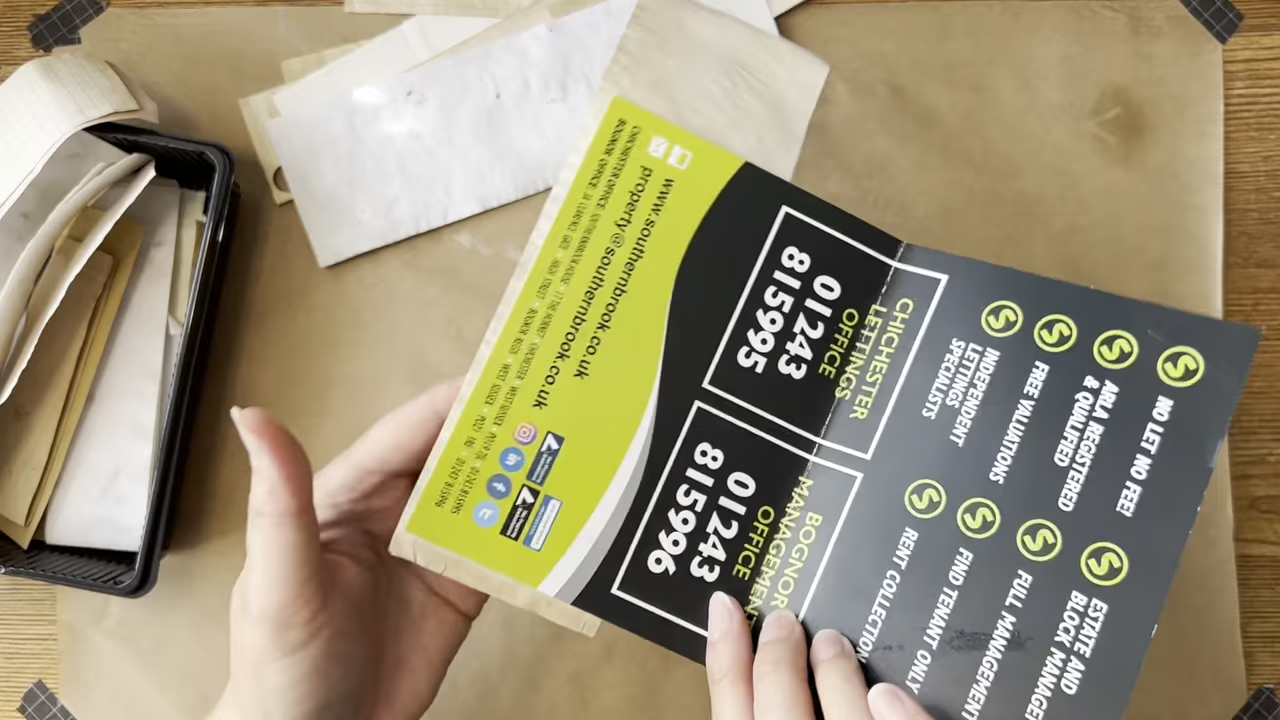 NO LET NO FEE!
ARLA REGISTERED
& QUALIFIED
FREE VALUATIONS
INDEPENDENT
LETTINGS
SPECIALISTS
ESTATE AND
BLOCK MANAGE
FULL MANAGEMENT
FIND TENANT ONLY
RENT COLLECTION
CHICHESTER
LETTINGS
OFFICE
01243
815995
BOGNOR
MANAGEMENT
OFFICE
01243
815996
www.southernbrook.co.uk
property@southernbrook.co.uk